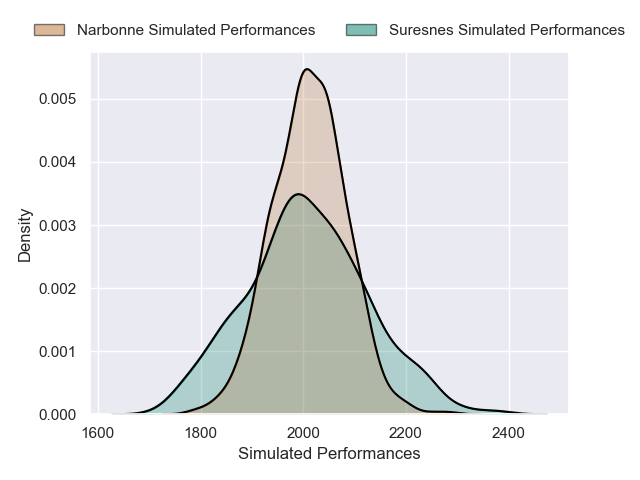 Narbonne Simulated Performances Suresnes Simulated Performances
0.005
0.004
0.003
0.002
0.001
0.000
Density
1600 1800 2000 2200 2400
Simulated Performances